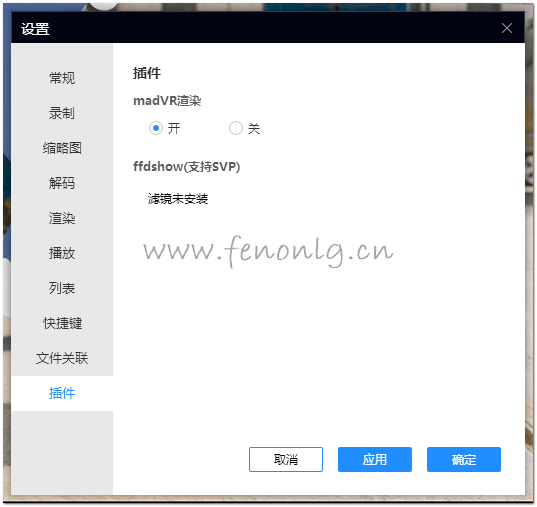 设置
常规
录制
缩略图
解码
渲染
播放
列表
快捷键
文件关联
插件
插件
madVR渲染
开 关
ffdshow(支持SVP)
滤镜未安装
www.fenonlg.cn
取消 应用 确定